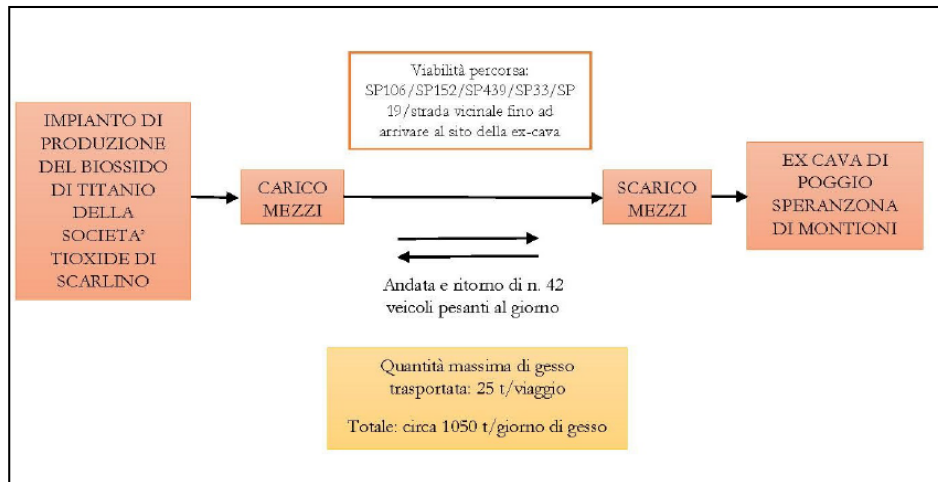 Viabilità percorsa:
SP106/SP152/SP439/SP33/SP
19/strada vicinale fino ad
arrivare al sito della ex-cava
IMPIANTO DI
PRODUZIONE
DEL BIOSSIDO
DI TITANIO
DELLA
SOCIETA’
TIOXIDE DI
SCARLINO
CARICO
MEZZI
SCARICO
MEZZI
EX CAVA DI
POGGIO
SPERANZONA
DI MONTIONI
Andata e ritorno di n. 42
veicoli pesanti al giorno
Quantità massima di gesso
trasportata: 25 t/viaggio
Totale: circa 1050 t/giorno di gesso